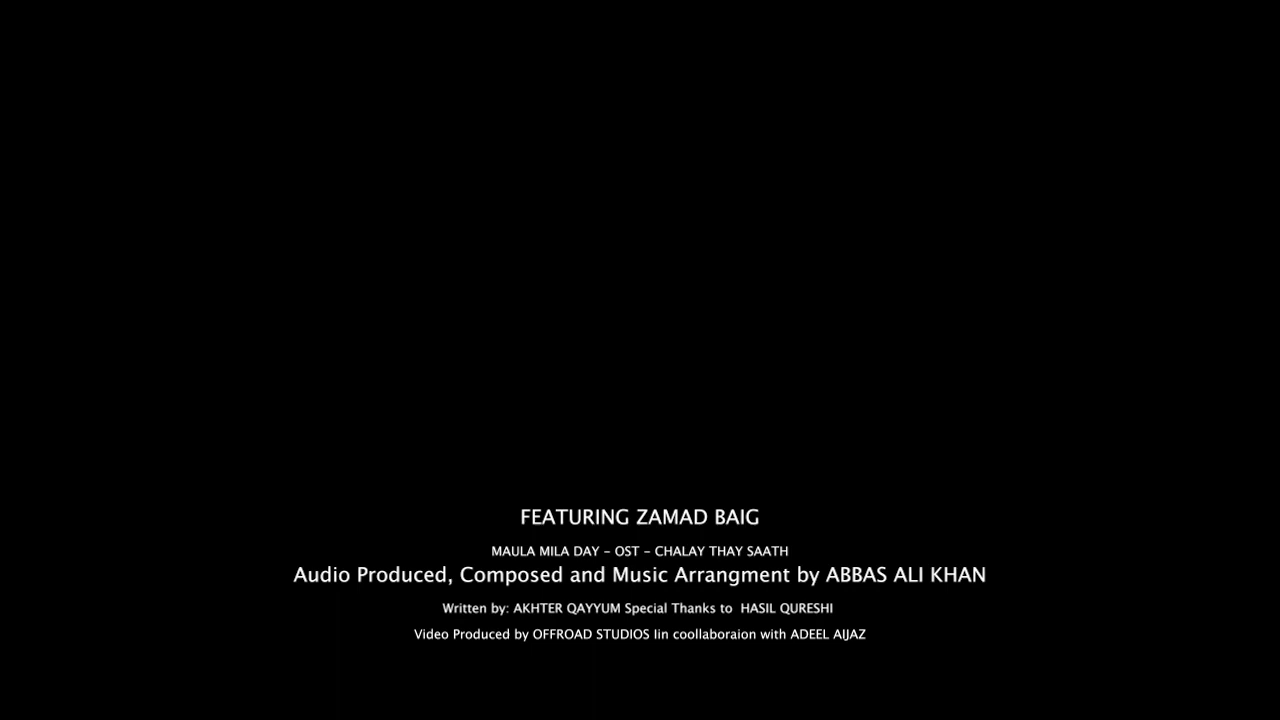 FEATURING ZAMAD BAIG
MAULA MILA DAY - OST - CHALAY THAY SAATH
Audio Produced, Composed and Music Arrangment by ABBAS ALI KHAN
Written by: AKHTER QAYYUM Special Thanks to  HASIL QURESHI
Video Produced by OFFROAD STUDIOS Iin coollaboraion with ADEEL AIJAZ